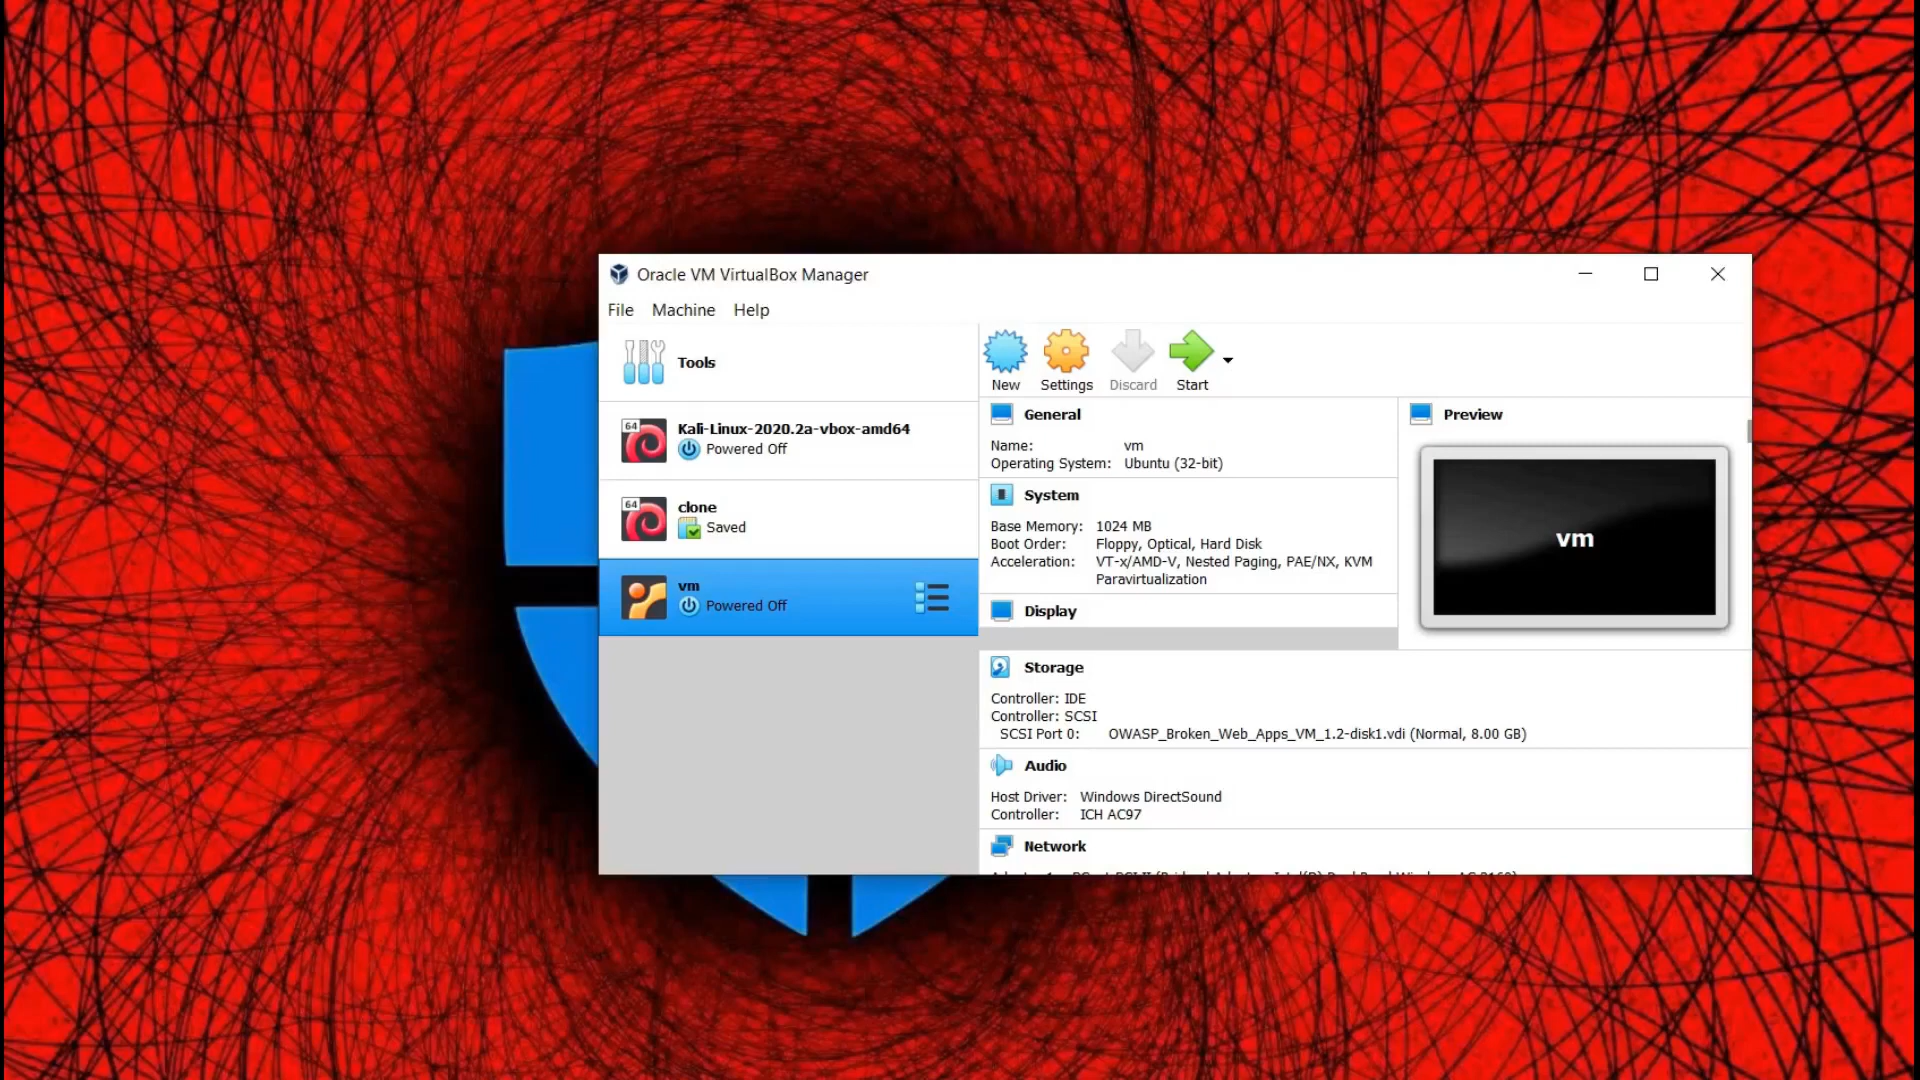 Oracle VM VirtualBox Manager
File Machine Help
Tools
New Settings Discard Start
64
Kali-Linux-2020.2a-vbox-amd64
Powered Off
64
clone
Saved
vm
Powered Off
General
Name: vm
Operating System: Ubuntu (32-bit)
System
Base Memory: 1024 MB
Boot Order: Floppy, Optical, Hard Disk
Acceleration: VT-x/AMD-V, Nested Paging, PAE/NX, KVM
Paravirtualization
Display
Preview
vm
Storage
Controller: IDE
Controller: SCSI
SCSI Port 0: OWASP_Broken_Web_Apps_VM_1.2-disk1.vdi (Normal, 8.00 GB)
Audio
Host Driver: Windows DirectSound
Controller: ICH AC97
Network